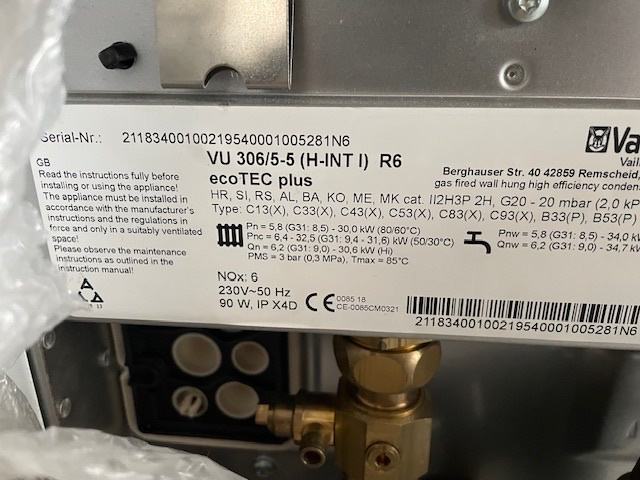 Serial-Nr.: 21183400100219540001005281N6
VU 306/5-5 (H-INT I) R6
ecoTEC plus
Va
Vaill
Berghauser Str. 40 42859 Remscheid,
gas fired wall hung high efficiency condens
HR, SI, RS, AL, BA, KO, ME, MK cat. II2H3P 2H, G20 - 20 mbar (2,0 kP
Type: C13(X), C33(X), C43(X), C53(X), C83(X), C93(X), B33(P), B53(P)
GB
Read the instructions fully before
installing or using the appliance!
The appliance must be installed in
accordance with the manufacturer's
instructions and the regulations in
force and only in a suitably ventilated
space!
Please observe the maintenance
instructions as outlined in the
instruction manual!
Pn = 5,8 (G31: 8,5) - 30,0 kW (80/60°C)
Pnc = 6,4 - 32,5 (G31: 9,4 - 31,6) kW (50/30°C)
Qn = 6,2 (G31: 9,0) - 30,6 kW (Hi)
PMS = 3 bar (0,3 MPa), Tmax = 85°C
Pnw = 5,8 (G31: 8,5) - 34,0 k
Qnw = 6,2 (G31: 9,0) - 34,7 k
NOx: 6
230V~50 Hz
90 W, IP X4D
CE 0085 18
CE-0085CM0321
21183400100219540001005281N6